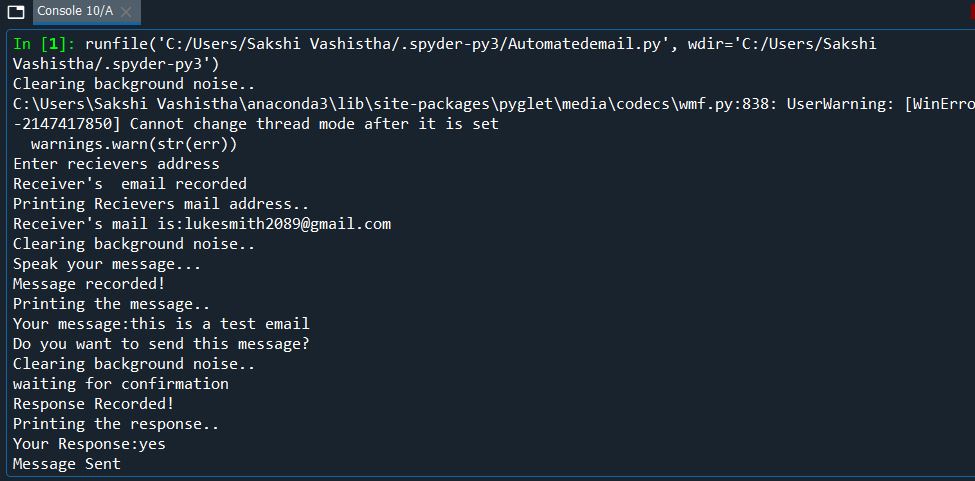 Console 10/A
In [1]: runfile('C:/Users/Sakshi Vashistha/.spyder-py3/Automatedemail.py', wdir='C:/Users/Sakshi
Vashistha/.spyder-py3')
Clearing background noise..
C:\Users\Sakshi Vashistha\anaconda3\lib\site-packages\pyglet\media\codecs\wmf.py:838: UserWarning: [WinErro
-2147417850] Cannot change thread mode after it is set
  warnings.warn(str(err))
Enter recievers address
Receiver's  email recorded
Printing Recievers mail address..
Receiver's mail is:lukesmith2089@gmail.com
Clearing background noise..
Speak your message...
Message recorded!
Printing the message..
Your message:this is a test email
Do you want to send this message?
Clearing background noise..
waiting for confirmation
Response Recorded!
Printing the response..
Your Response:yes
Message Sent